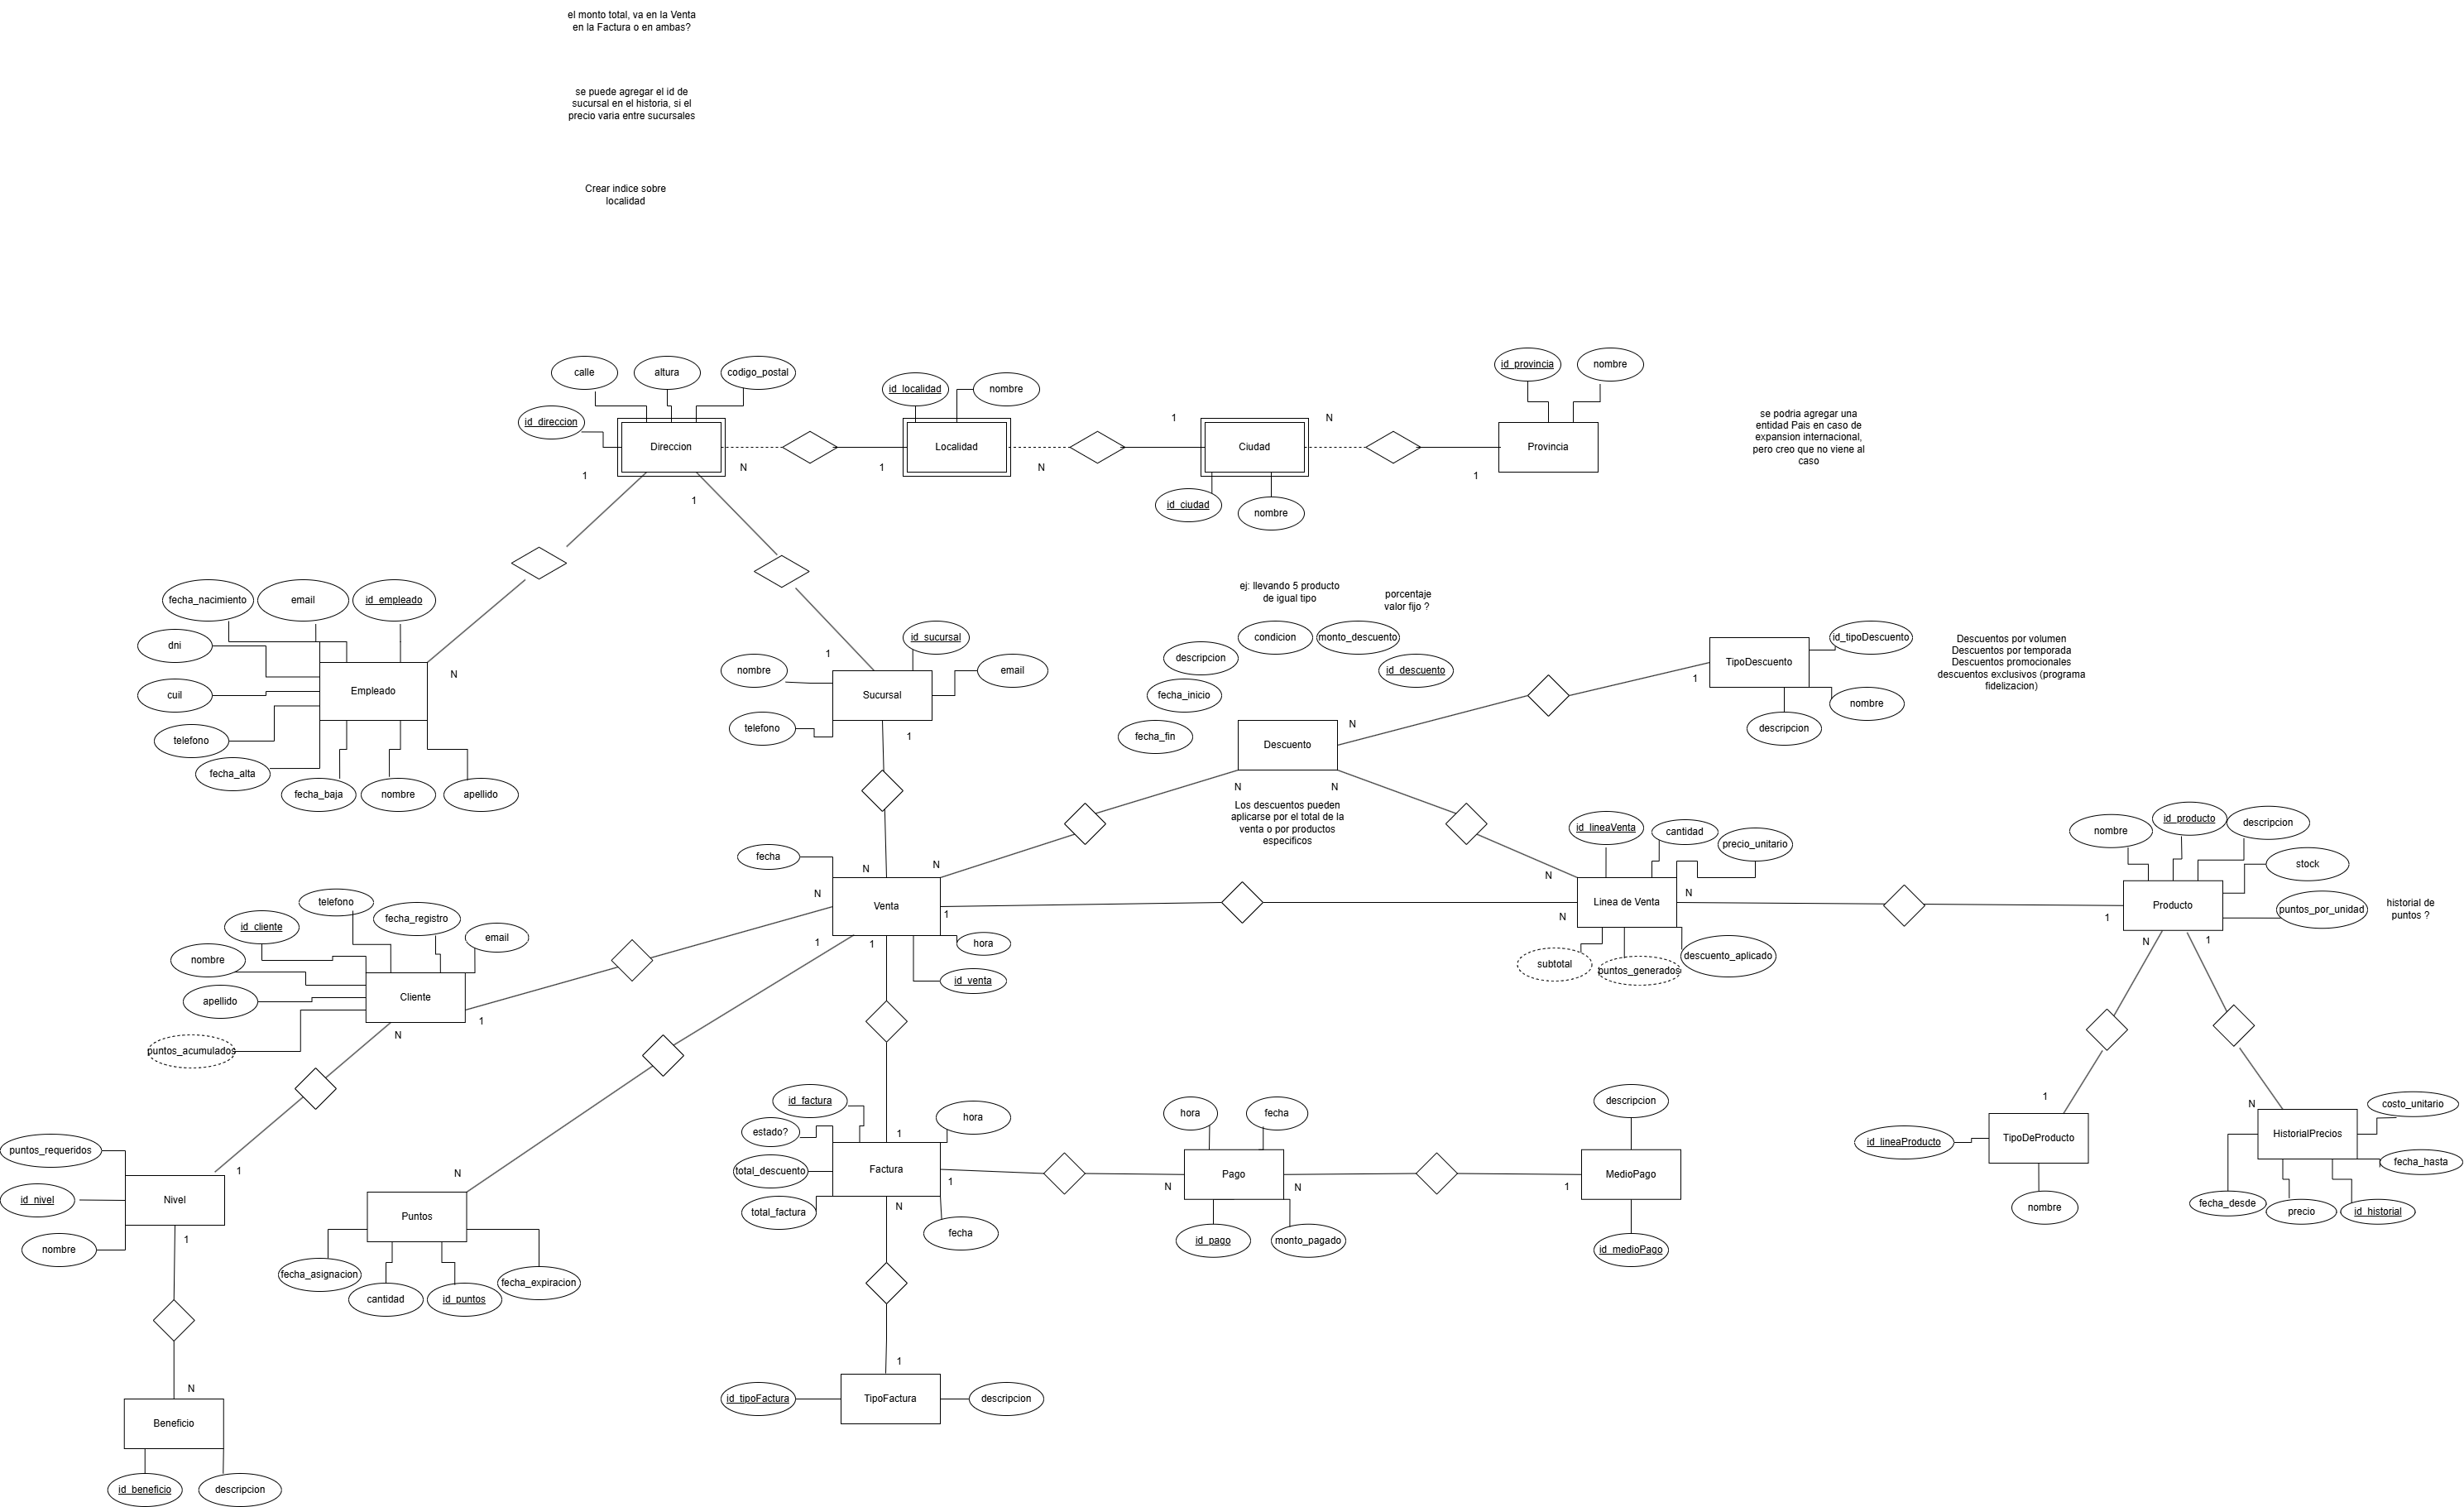 el monto total, va en la Venta
en la Factura o en ambas?
se puede agregar el id de
sucursal en el historia, si el
precio varia entre sucursales
Crear indice sobre
localidad
calle
altura
codigo_postal
id_direccion
Direccion
1
N
1
1
id_localidad
nombre
Localidad
N
1
Ciudad
id_ciudad
nombre
N
1
id_provincia
nombre
Provincia
se podria agregar una
entidad Pais en caso de
expansion internacional,
pero creo que no viene al
caso
fecha_nacimiento
email
id_empleado
dni
cuil
telefono
fecha_alta
fecha_baja
nombre
apellido
Empleado
N
1
id_sucursal
nombre
email
Sucursal
telefono
1
ej: llevando 5 producto
de igual tipo
porcentaje
valor fijo ?
condicion
monto_descuento
descripcion
id_descuento
fecha_inicio
fecha_fin
Descuento
N
N
N
Los descuentos pueden
aplicarse por el total de la
venta o por productos
especificos
1
TipoDescuento
id_tipoDescuento
nombre
descripcion
Descuentos por volumen
Descuentos por temporada
Descuentos promocionales
descuentos exclusivos (programa
fidelizacion)
fecha
N
N
N
Venta
1
1
1
hora
id_venta
id_lineaVenta
cantidad
precio_unitario
N
N
N
Linea de Venta
subtotal
puntos_generados
descuento_aplicado
nombre
id_producto
descripcion
stock
puntos_por_unidad
Producto
1
N
1
historial de
puntos ?
telefono
id_cliente
fecha_registro
email
nombre
apellido
puntos_acumulados
Cliente
1
N
puntos_requeridos
id_nivel
nombre
Nivel
1
1
N
Puntos
fecha_asignacion
cantidad
id_puntos
fecha_expiracion
N
Beneficio
id_beneficio
descripcion
id_factura
estado?
total_descuento
total_factura
hora
fecha
1
Factura
1
N
1
id_tipoFactura
TipoFactura
descripcion
hora
fecha
N
Pago
N
id_pago
monto_pagado
descripcion
1
MedioPago
id_medioPago
1
id_lineaProducto
TipoDeProducto
nombre
N
HistorialPrecios
costo_unitario
fecha_hasta
fecha_desde
precio
id_historial